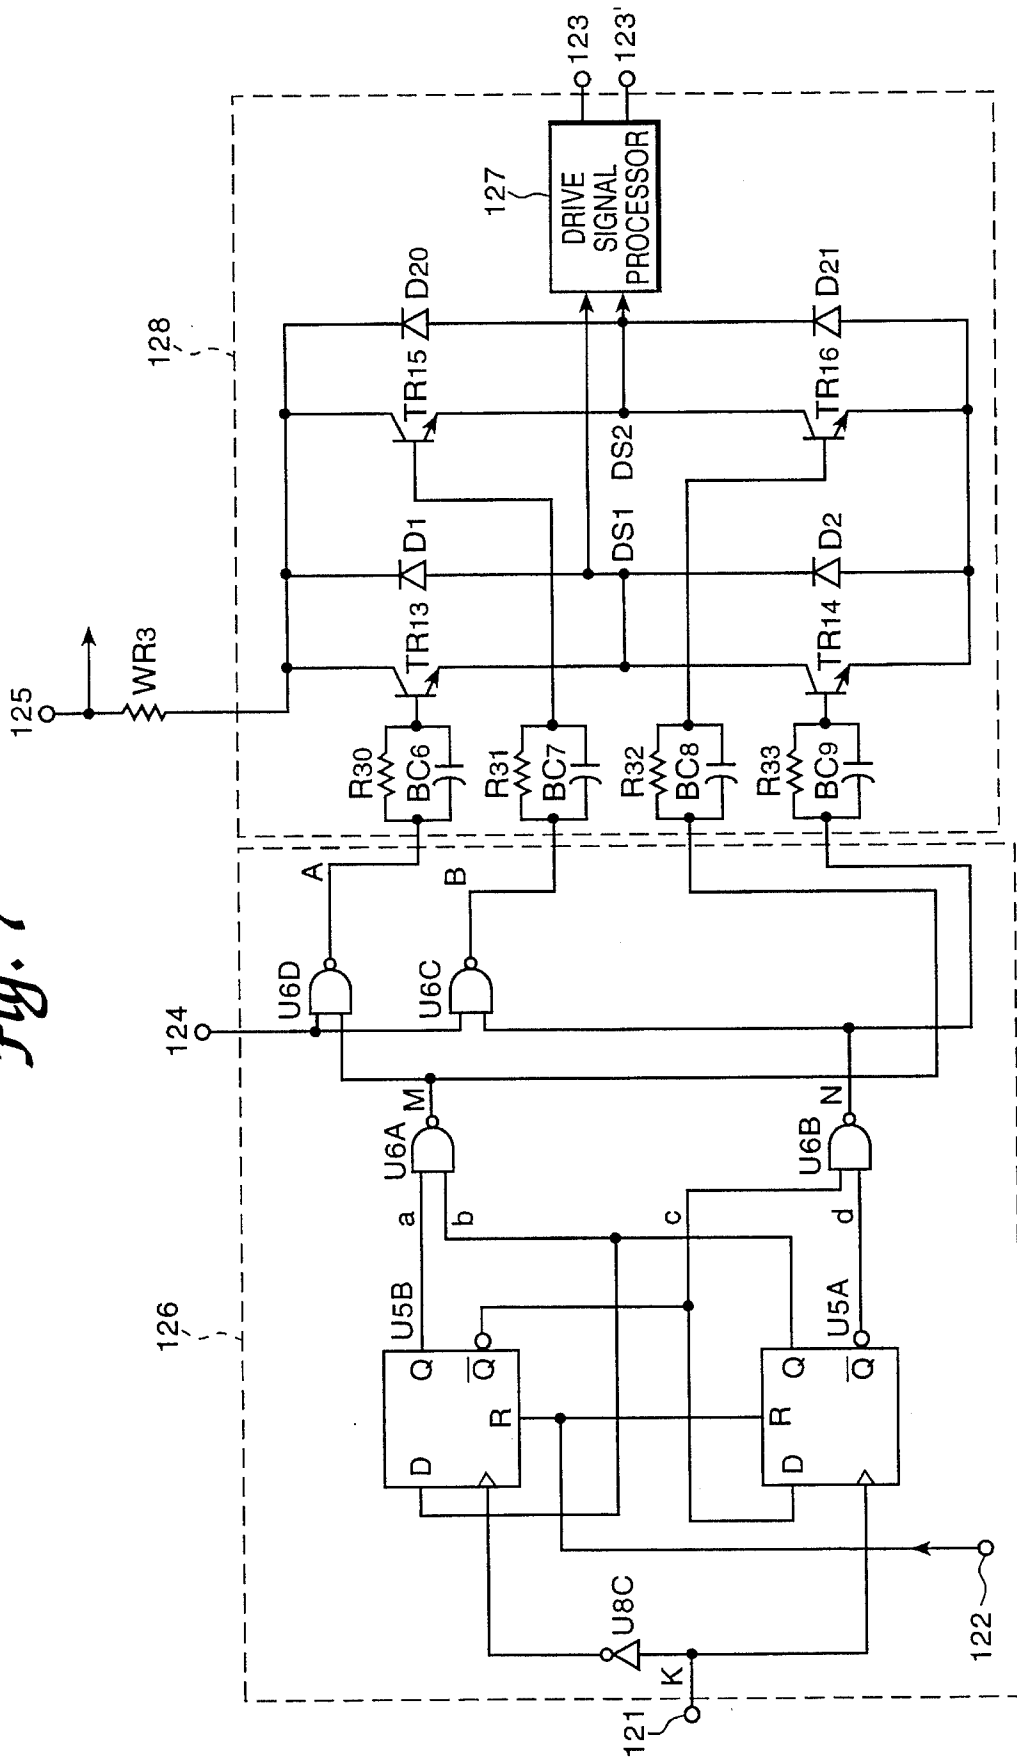 Fig. 7
126
128
125
WR3
124
121
K
U8C
122
D
Q
Q̅
R
U5B
D
Q
Q̅
R
U5A
a
b
c
d
U6A
M
U6B
N
U6D
A
U6C
B
R30
BC6
R31
BC7
R32
BC8
R33
BC9
TR13
D1
TR14
D2
DS1
TR15
D20
TR16
D21
DS2
127
DRIVE
SIGNAL
PROCESSOR
123
123'